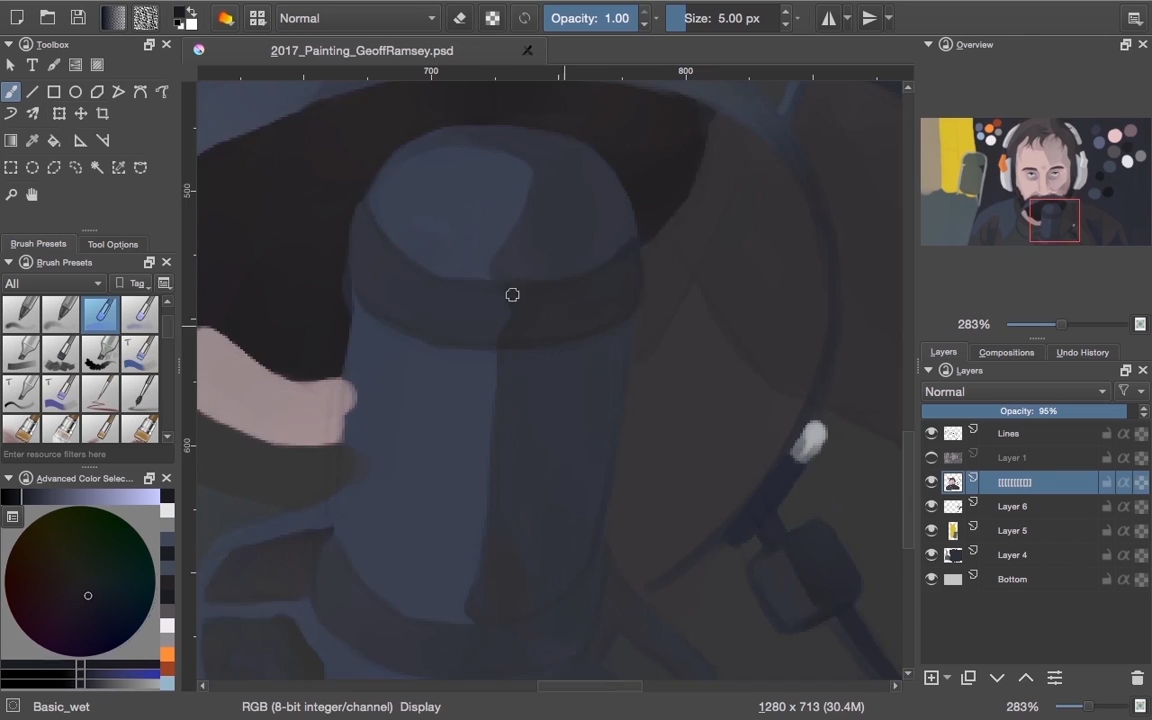 Normal
Opacity: 1.00
Size: 5.00 px
Toolbox
2017_Painting_GeoffRamsey.psd
Overview
700
800
500
600
Brush Presets
Tool Options
Brush Presets
All
Tag
T
T
T
Enter resource filters here
Advanced Color Selec...
283%
Layers
Compositions
Undo History
Layers
Normal
Opacity: 95%
Lines
Layer 1
Layer 6
Layer 5
Layer 4
Bottom
Basic_wet
RGB (8-bit integer/channel) Display
1280 x 713 (30.4M)
283%